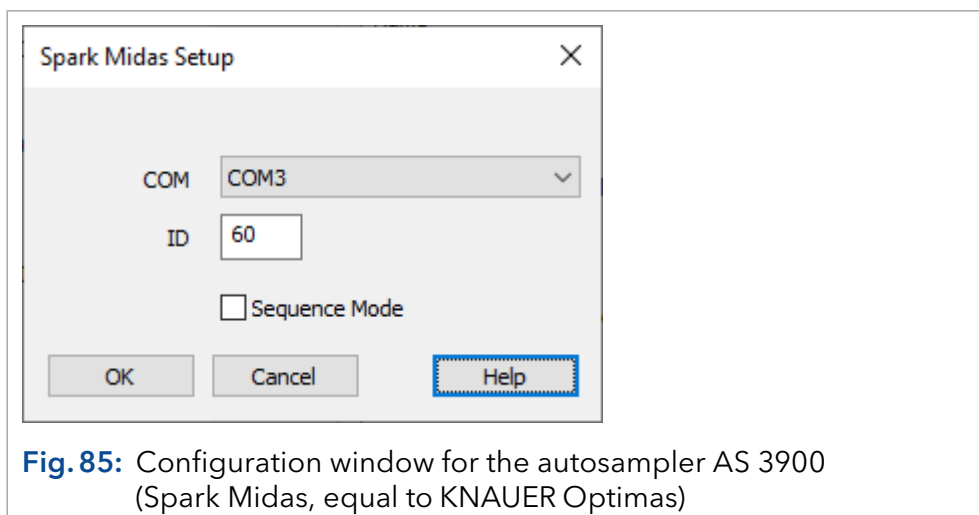 Spark Midas Setup
COM COM3
ID 60
Sequence Mode
OK Cancel Help
Fig. 85: Configuration window for the autosampler AS 3900
(Spark Midas, equal to KNAUER Optimas)